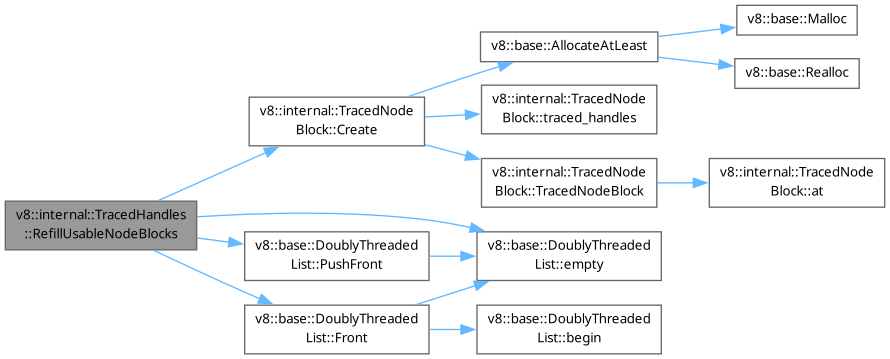 v8::internal::TracedHandles
::RefillUsableNodeBlocks
v8::internal::TracedNode
Block::Create
v8::base::AllocateAtLeast
v8::base::Malloc
v8::base::Realloc
v8::internal::TracedNode
Block::traced_handles
v8::internal::TracedNode
Block::TracedNodeBlock
v8::internal::TracedNode
Block::at
v8::base::DoublyThreaded
List::PushFront
v8::base::DoublyThreaded
List::empty
v8::base::DoublyThreaded
List::Front
v8::base::DoublyThreaded
List::begin